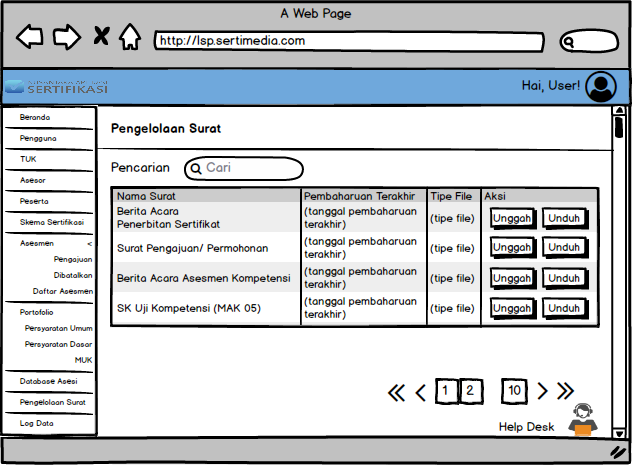 A Web Page
http://lsp.sertimedia.com
SERTIFIKASI
Hai, User!
Beranda
Pengguna
TUK
Asesor
Peserta
Skema Sertifikasi
Asesmen <
Pengajuan
Dibatalkan
Daftar Asesmen
Portofolio
Persyaratan Umum
Persyaratan Dasar
MUK
Database Asesi
Pengelolaan Surat
Log Data
Pengelolaan Surat
Pencarian Cari
Nama Surat Pembaharuan Terakhir Tipe File Aksi
Berita Acara
Penerbitan Sertifikat (tanggal pembaharuan
terakhir) (tipe file) Unggah Unduh
Surat Pengajuan/ Permohonan (tanggal pembaharuan
terakhir) (tipe file) Unggah Unduh
Berita Acara Asesmen Kompetensi (tanggal pembaharuan
terakhir) (tipe file) Unggah Unduh
SK Uji Kompetensi (MAK 05) (tanggal pembaharuan
terakhir) (tipe file) Unggah Unduh
1 2 10
Help Desk